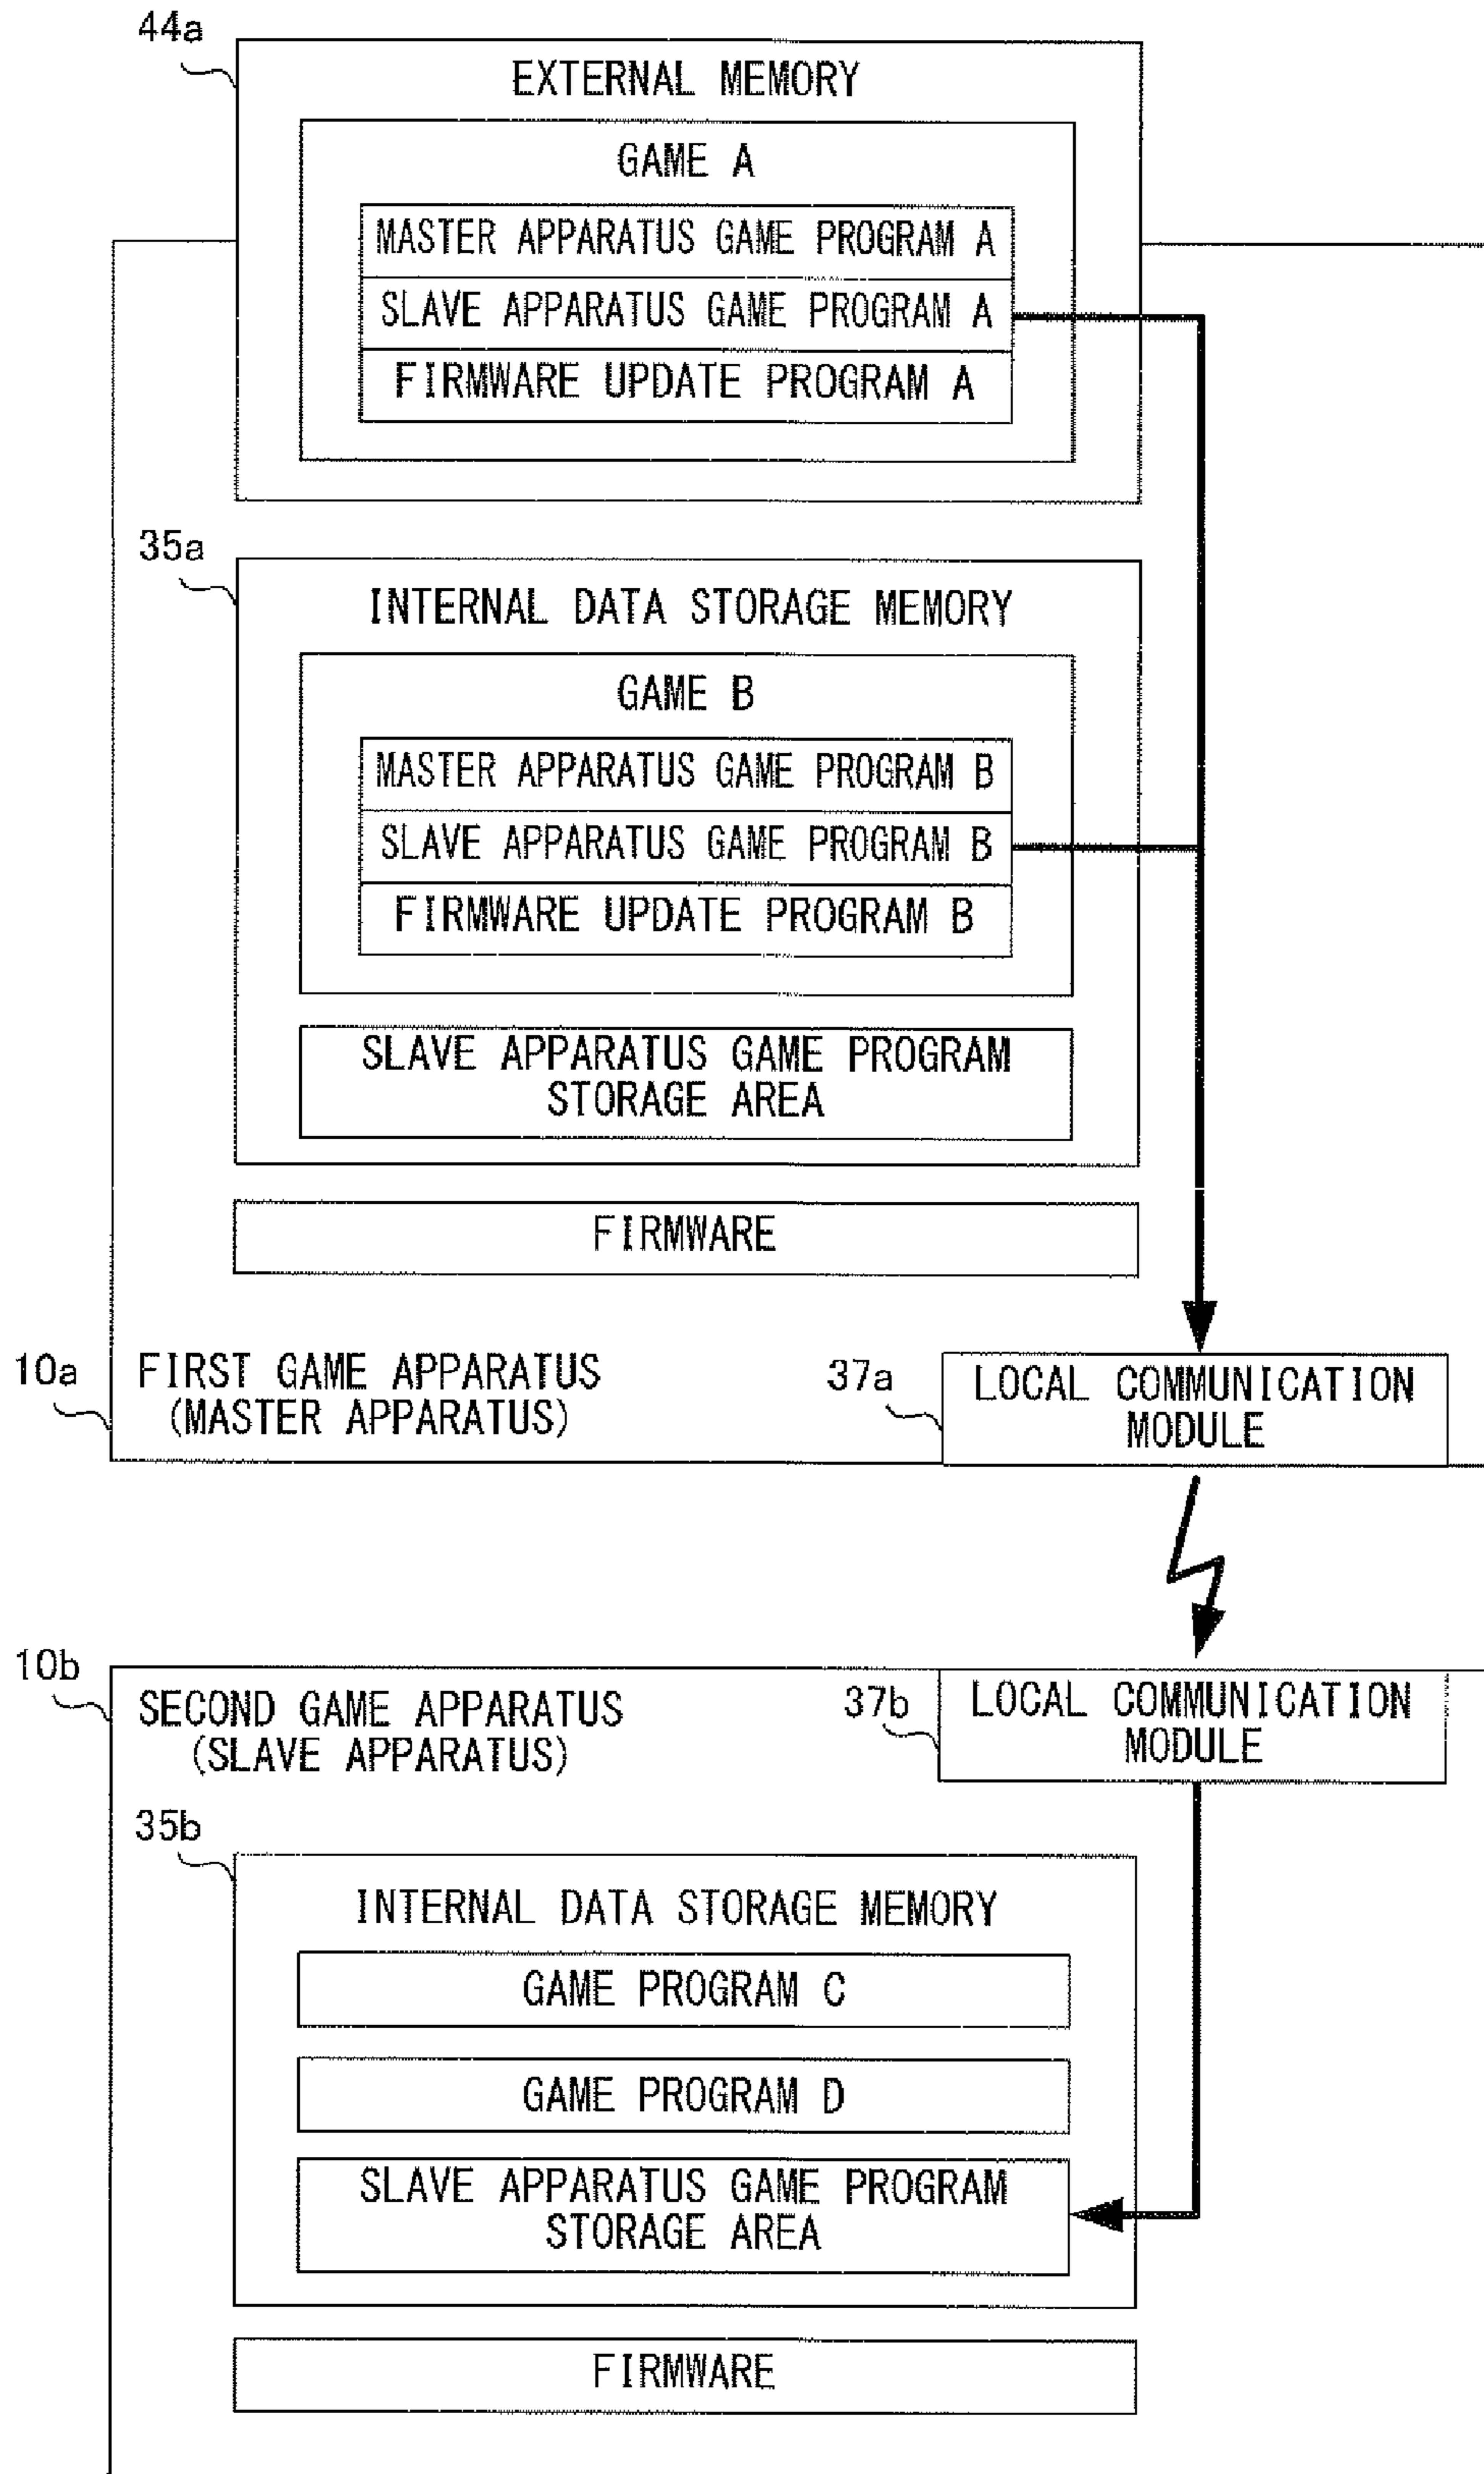 44a
EXTERNAL MEMORY
GAME A
MASTER APPARATUS GAME PROGRAM A
SLAVE APPARATUS GAME PROGRAM A
FIRMWARE UPDATE PROGRAM A
35a
INTERNAL DATA STORAGE MEMORY
GAME B
MASTER APPARATUS GAME PROGRAM B
SLAVE APPARATUS GAME PROGRAM B
FIRMWARE UPDATE PROGRAM B
SLAVE APPARATUS GAME PROGRAM
STORAGE AREA
FIRMWARE
10a
FIRST GAME APPARATUS
(MASTER APPARATUS)
37a
LOCAL COMMUNICATION
MODULE
10b
SECOND GAME APPARATUS
(SLAVE APPARATUS)
37b
LOCAL COMMUNICATION
MODULE
35b
INTERNAL DATA STORAGE MEMORY
GAME PROGRAM C
GAME PROGRAM D
SLAVE APPARATUS GAME PROGRAM
STORAGE AREA
FIRMWARE